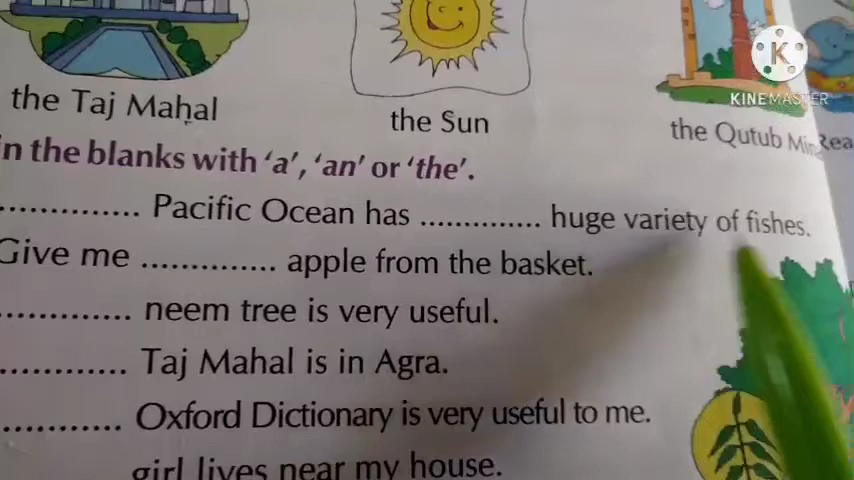 KINEMASTER
the Taj Mahal
the Sun
the Qutub
in the blanks with ‘a’, ‘an’ or ‘the’.
.............. Pacific Ocean has .............. huge variety of fishes.
Give me .............. apple from the basket.
.............. neem tree is very useful.
.............. Taj Mahal is in Agra.
.............. Oxford Dictionary is very useful to me.
girl lives near my house.